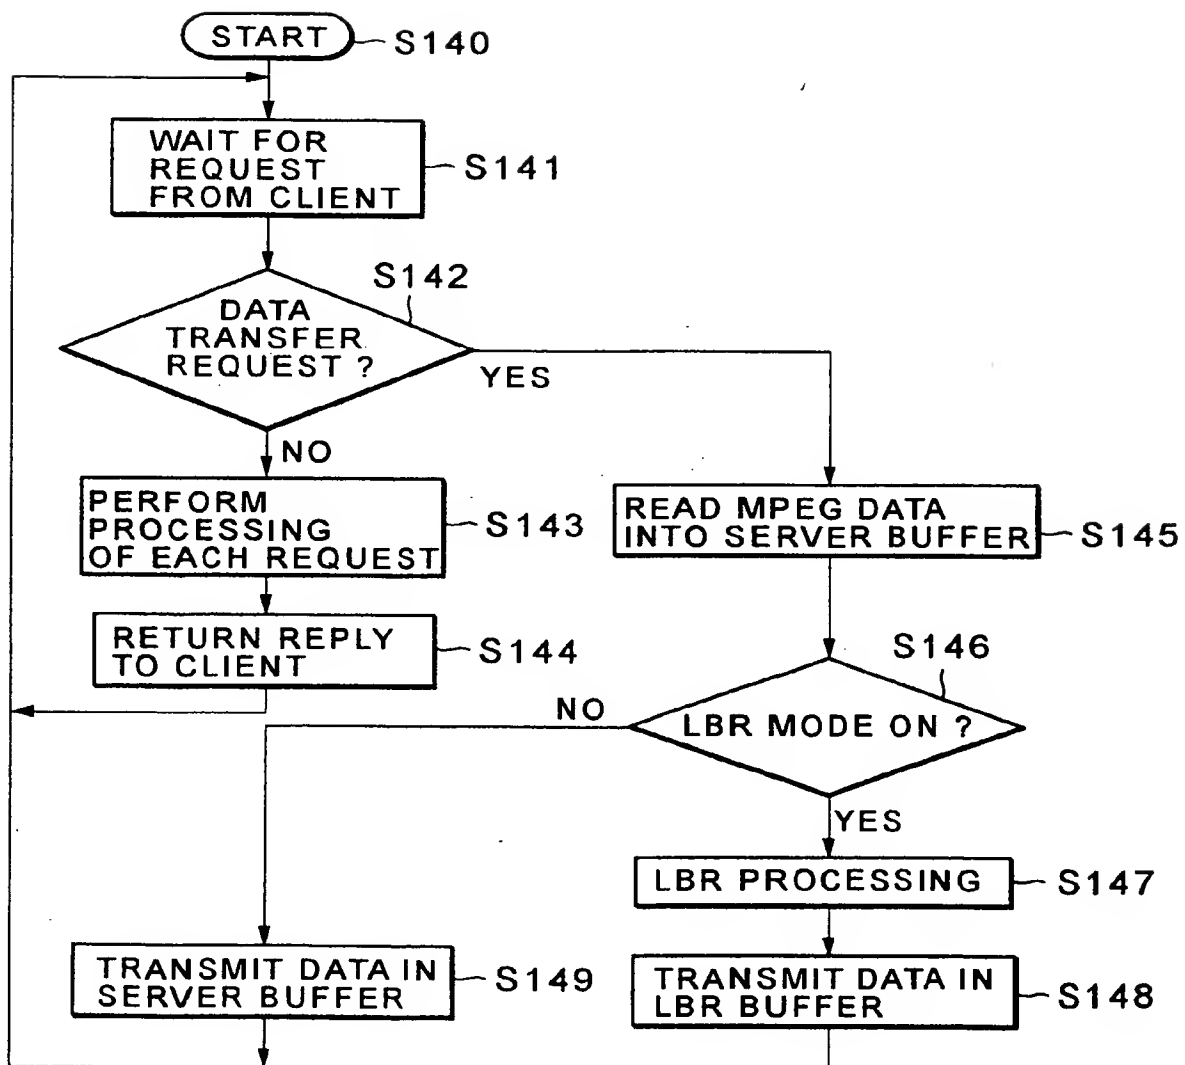 START
S140
WAIT FOR
REQUEST
FROM CLIENT
S141
S142
DATA
TRANSFER
REQUEST ?
YES
NO
PERFORM
PROCESSING
OF EACH REQUEST
S143
READ MPEG DATA
INTO SERVER BUFFER
S145
RETURN REPLY
TO CLIENT
S144
S146
LBR MODE ON ?
NO
YES
LBR PROCESSING
S147
TRANSMIT DATA IN
SERVER BUFFER
S149
TRANSMIT DATA IN
LBR BUFFER
S148